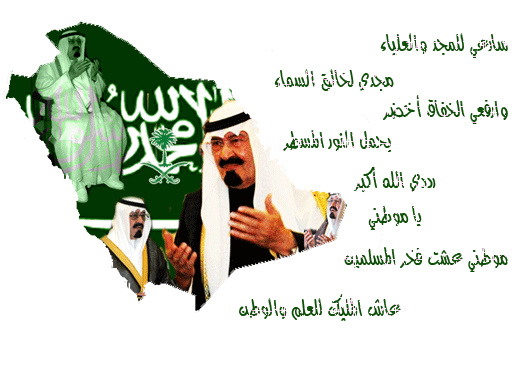 سارعي للمجد والعلياء
مجدي لخالق السماء
وارفعي الخفاق أخضر
يحمل النور المسطر
رددي الله أكبر
يا موطني
موطني عشت فخر المسلمين
عاش المليك للعلم والوطن